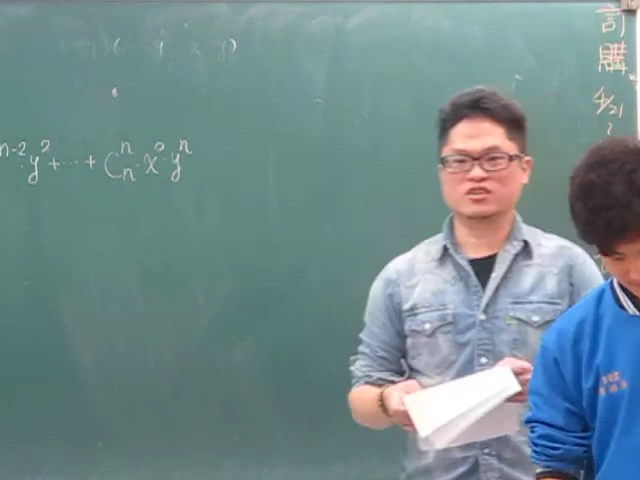 n-2 · y² + ··· + Cₙⁿ · x⁰ · yⁿ
訂
購
4/21
?